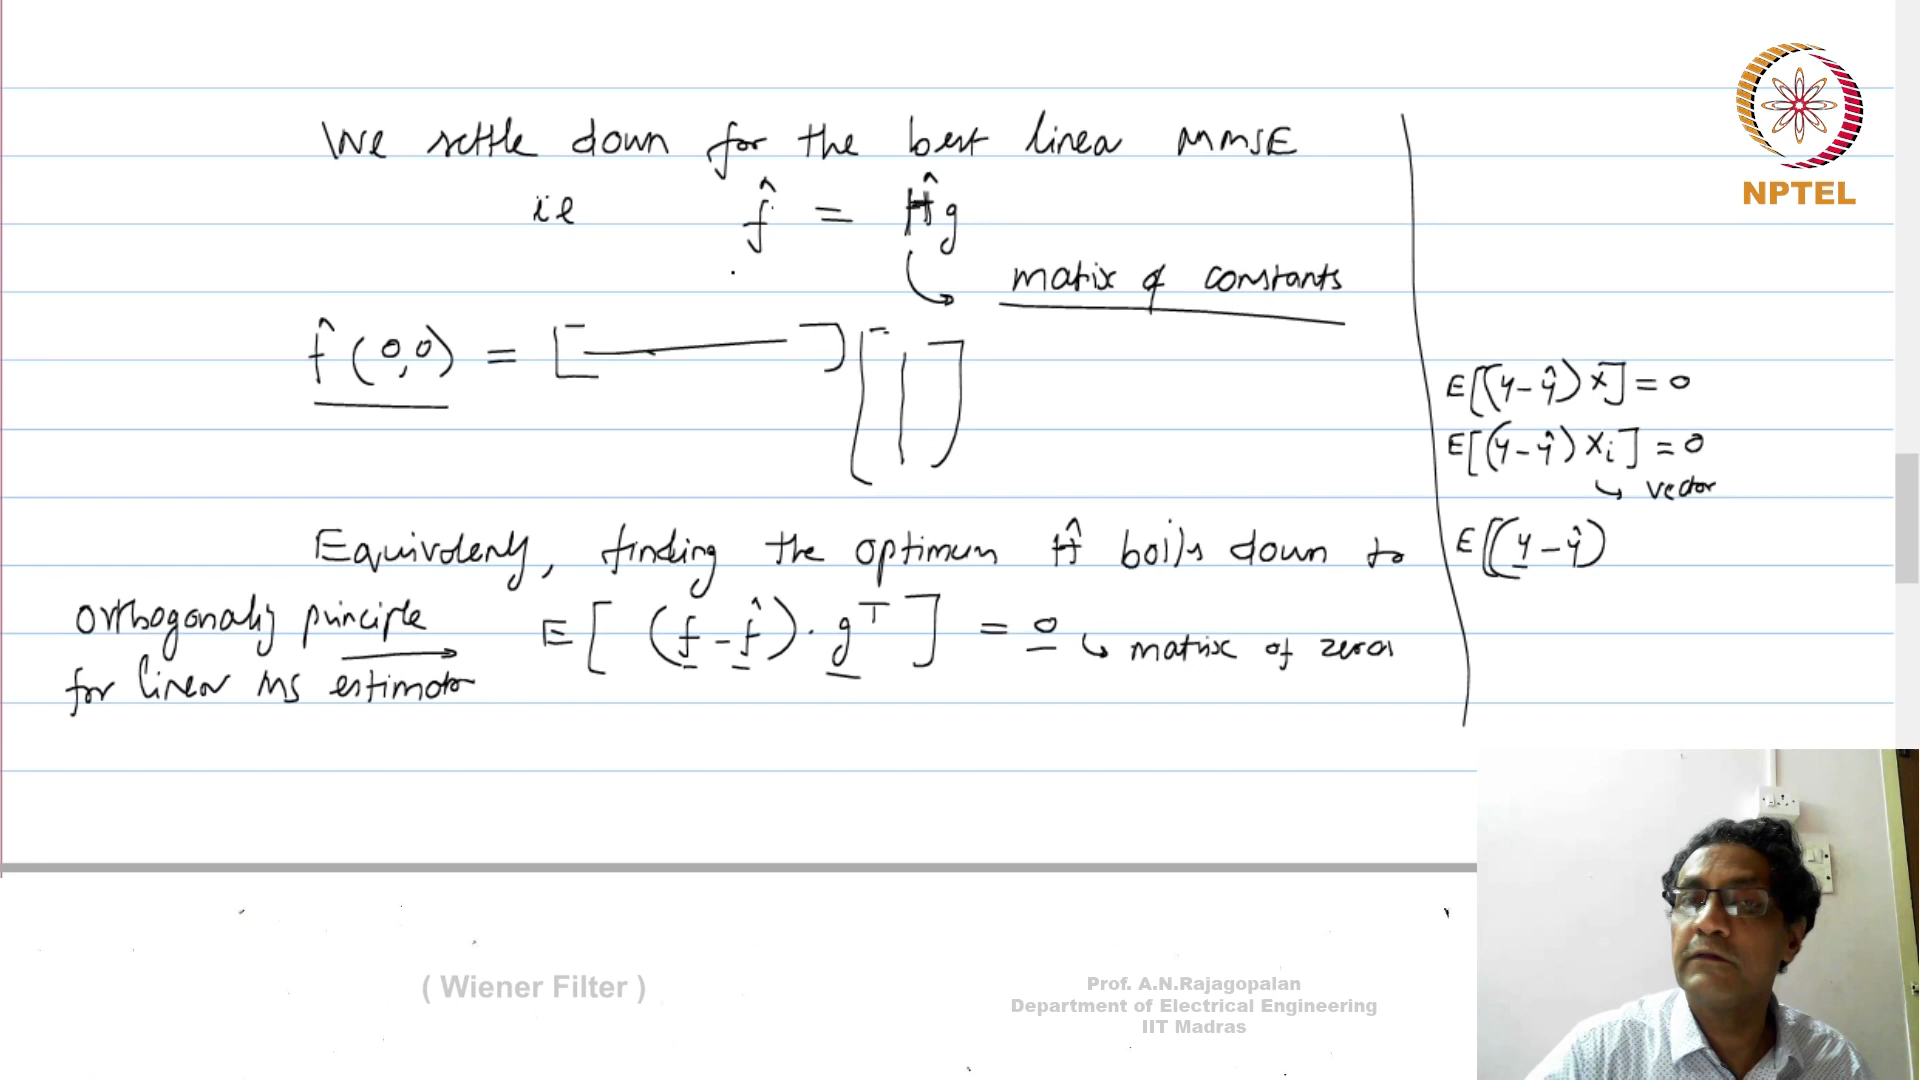 We settle down for the best linear MMSE
ie f̂ = Ĥg
matrix of constants
f̂(0,0) = [ ] [ ]
Equivalently, finding the optimum Ĥ boils down to
Orthogonality principle
for linear MS estimator
E[ (f - f̂) · gᵀ ] = 0 ↳ matrix of zeros
E[(Y-Ŷ) X] = 0
E[(Y-Ŷ) Xi] = 0
↳ vector
E[(Y-Ŷ)
NPTEL
( Wiener Filter )
Prof. A.N.Rajagopalan
Department of Electrical Engineering
IIT Madras